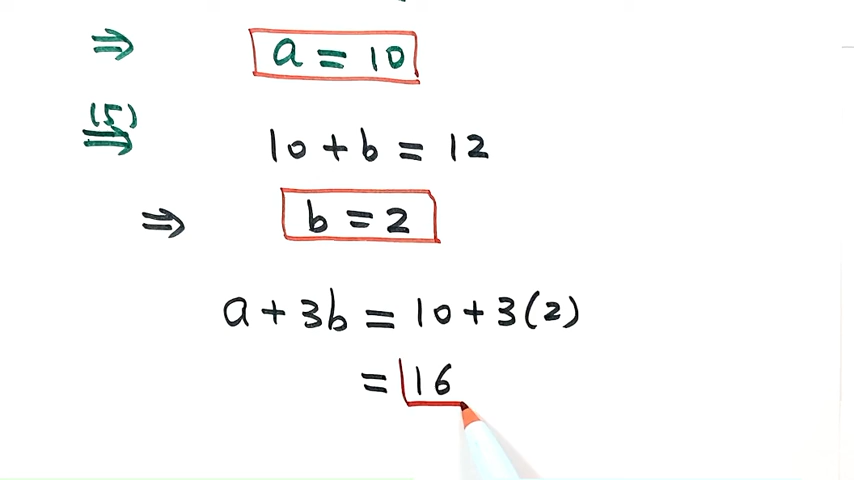 ⇒ a = 10
(5)
⇒ 10 + b = 12
⇒ b = 2
a + 3b = 10 + 3(2)
= 16